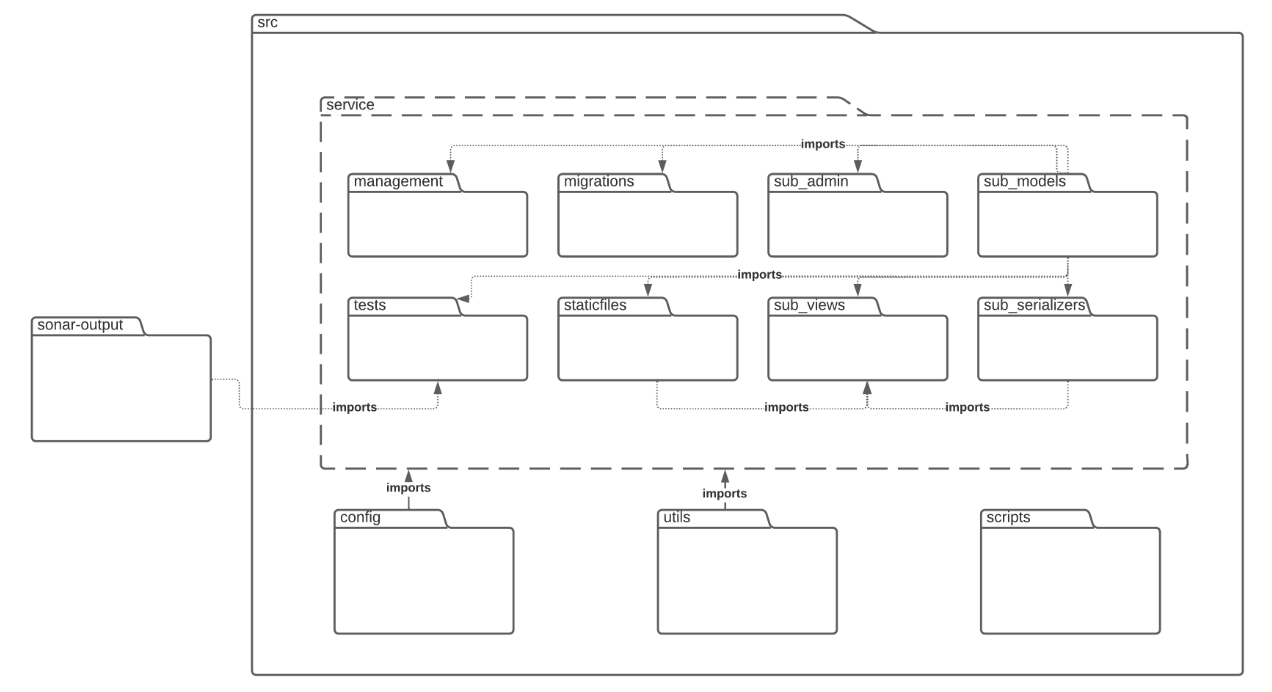 src
service
imports
management
migrations
sub_admin
sub_models
imports
tests
staticfiles
sub_views
sub_serializers
sonar-output
imports
imports
imports
imports
imports
config
utils
scripts